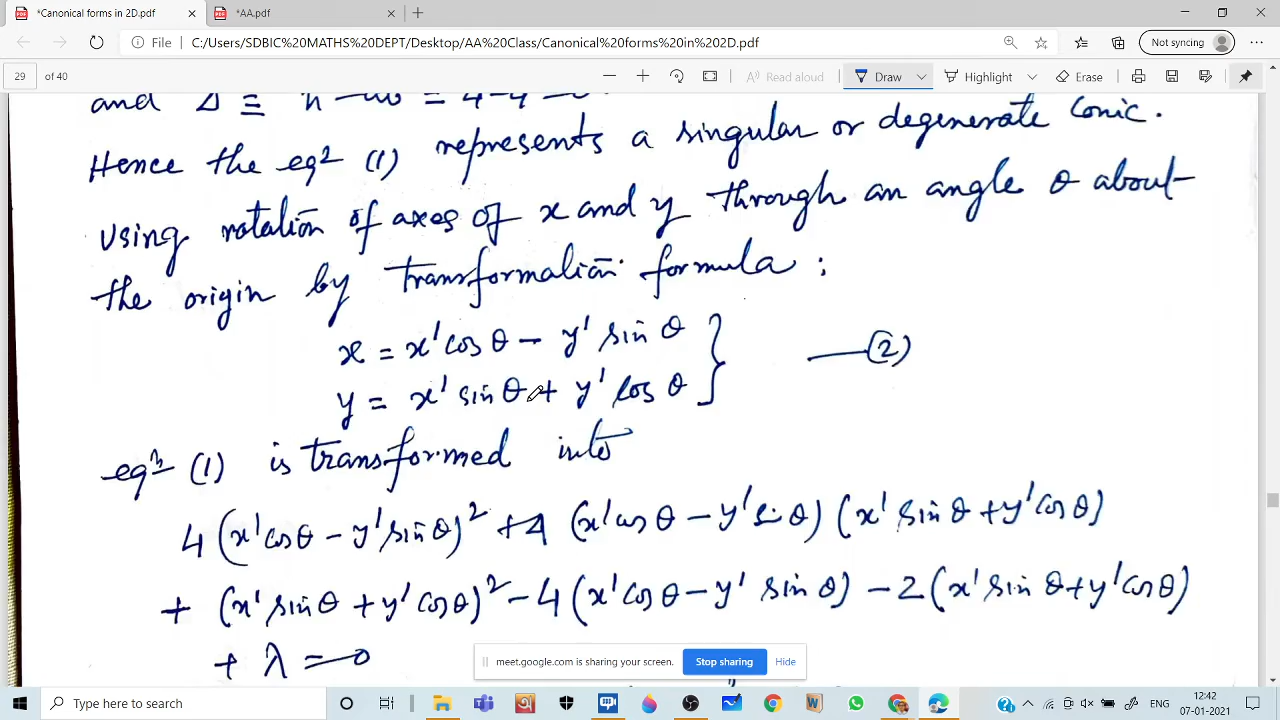 *Canonical forms in 2D.pdf
*AA.pdf
File
C:/Users/SDBIC%20MATHS%20DEPT/Desktop/AA%20Class/Canonical%20forms%20in%202D.pdf
Not syncing
29 of 40
Read aloud
Draw
Highlight
Erase
and Δ ≡ h² - ab = 4-4 = 0.
Hence the eqⁿ (1) represents a singular or degenerate conic.
using rotation of axes of x and y through an angle θ about
the origin by transformation formula :
x = x' cos θ - y' sin θ
y = x' sin θ + y' cos θ } —(2)
eqⁿ (1) is transformed into
4 (x' cos θ - y' sin θ)² + 4 (x' cos θ - y' sin θ) (x' sin θ + y' cos θ)
+ (x' sin θ + y' cos θ)² - 4 (x' cos θ - y' sin θ) - 2 (x' sin θ + y' cos θ)
+ λ = 0
meet.google.com is sharing your screen.
Stop sharing
Hide
Type here to search
ENG
12:42
07-01-2021